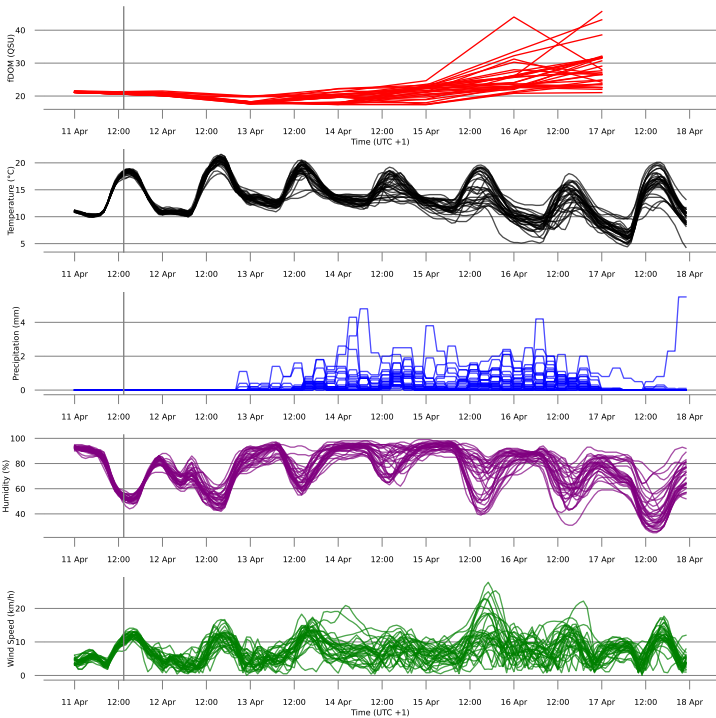 fDOM (QSU)
40
30
20
11 Apr 12:00 12 Apr 12:00 13 Apr 12:00 14 Apr 12:00 15 Apr 12:00 16 Apr 12:00 17 Apr 12:00 18 Apr
Time (UTC +1)
Temperature (°C)
20
15
10
5
11 Apr 12:00 12 Apr 12:00 13 Apr 12:00 14 Apr 12:00 15 Apr 12:00 16 Apr 12:00 17 Apr 12:00 18 Apr
Precipitation (mm)
4
2
0
11 Apr 12:00 12 Apr 12:00 13 Apr 12:00 14 Apr 12:00 15 Apr 12:00 16 Apr 12:00 17 Apr 12:00 18 Apr
Humidity (%)
100
80
60
40
11 Apr 12:00 12 Apr 12:00 13 Apr 12:00 14 Apr 12:00 15 Apr 12:00 16 Apr 12:00 17 Apr 12:00 18 Apr
Wind Speed (km/h)
20
10
0
11 Apr 12:00 12 Apr 12:00 13 Apr 12:00 14 Apr 12:00 15 Apr 12:00 16 Apr 12:00 17 Apr 12:00 18 Apr
Time (UTC +1)